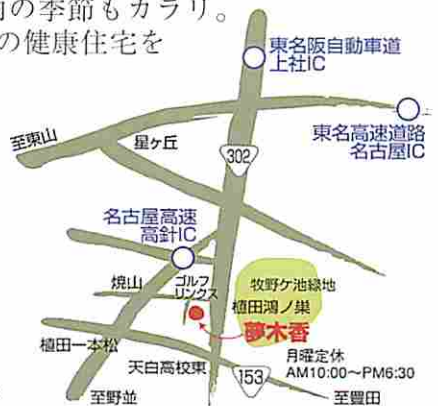 雨の季節もカラリ。
の健康住宅を
東名阪自動車道
上社IC
東名高速道路
名古屋IC
至東山
星ヶ丘
302
名古屋高速
高針IC
焼山
ゴルフ
リンクス
牧野ケ池緑地
植田鴻ノ巣
夢木香
植田一本松
天白高校東
月曜定休
AM10:00〜PM6:30
153
至野並
至豊田